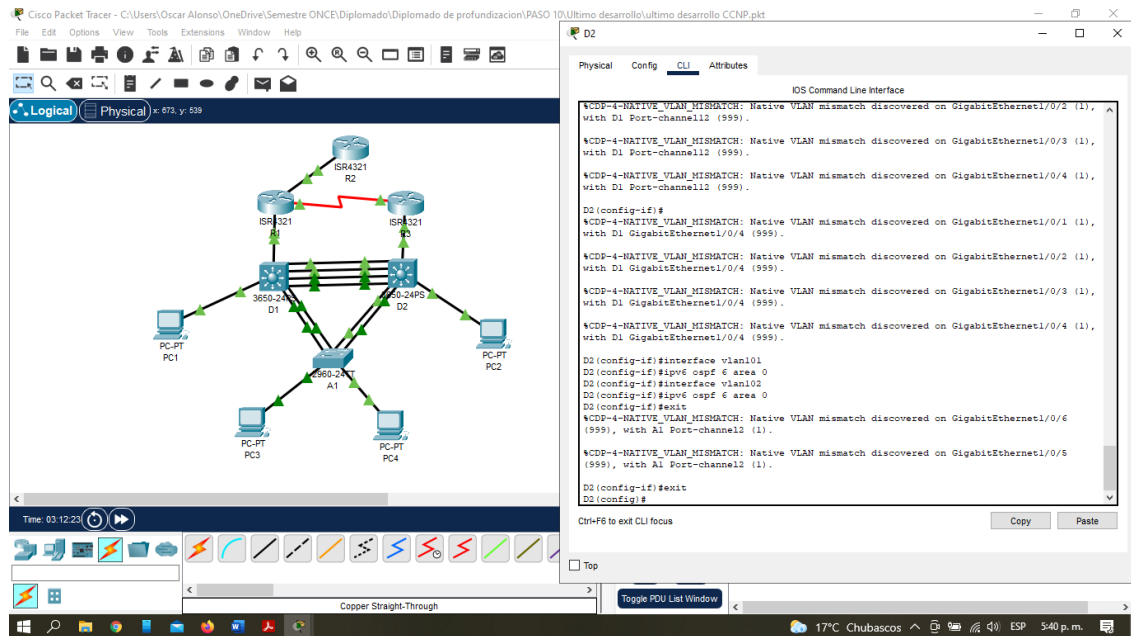 Cisco Packet Tracer - C:\Users\Oscar Alonso\OneDrive\Semestre ONCE\Diplomado\Diplomado de profundizacion\PASO 10\Ultimo desarrollo\ultimo desarrollo CCNP.pkt
File Edit Options View Tools Extensions Window Help
Logical Physical x: 673, y: 539
ISR4321
R2
ISR4321
R1
ISR4321
R3
D1
D2
PC-PT
PC1
PC-PT
PC2
A1
PC-PT
PC3
PC-PT
PC4
Time: 03:12:23
Copper Straight-Through
D2
Physical Config CLI Attributes
IOS Command Line Interface
%CDP-4-NATIVE_VLAN_MISMATCH: Native VLAN mismatch discovered on GigabitEthernet1/0/2 (1),
with D1 Port-channel12 (999).
%CDP-4-NATIVE_VLAN_MISMATCH: Native VLAN mismatch discovered on GigabitEthernet1/0/3 (1),
with D1 Port-channel12 (999).
%CDP-4-NATIVE_VLAN_MISMATCH: Native VLAN mismatch discovered on GigabitEthernet1/0/4 (1),
with D1 Port-channel12 (999).
D2(config-if)#
%CDP-4-NATIVE_VLAN_MISMATCH: Native VLAN mismatch discovered on GigabitEthernet1/0/1 (1),
with D1 GigabitEthernet1/0/4 (999).
%CDP-4-NATIVE_VLAN_MISMATCH: Native VLAN mismatch discovered on GigabitEthernet1/0/2 (1),
with D1 GigabitEthernet1/0/4 (999).
%CDP-4-NATIVE_VLAN_MISMATCH: Native VLAN mismatch discovered on GigabitEthernet1/0/3 (1),
with D1 GigabitEthernet1/0/4 (999).
%CDP-4-NATIVE_VLAN_MISMATCH: Native VLAN mismatch discovered on GigabitEthernet1/0/4 (1),
with D1 GigabitEthernet1/0/4 (999).
D2(config-if)#interface vlan101
D2(config-if)#ipv6 ospf 6 area 0
D2(config-if)#interface vlan102
D2(config-if)#ipv6 ospf 6 area 0
D2(config-if)#exit
%CDP-4-NATIVE_VLAN_MISMATCH: Native VLAN mismatch discovered on GigabitEthernet1/0/6
(999), with A1 Port-channel2 (1).
%CDP-4-NATIVE_VLAN_MISMATCH: Native VLAN mismatch discovered on GigabitEthernet1/0/5
(999), with A1 Port-channel2 (1).
D2(config-if)#exit
D2(config)#
Ctrl+F6 to exit CLI focus
Copy Paste
Top
Toggle PDU List Window
17°C Chubascos ESP 5:40 p. m.